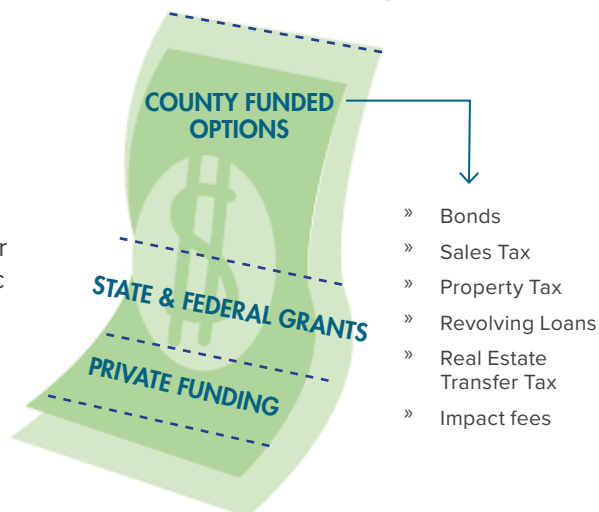 COUNTY FUNDED
OPTIONS
r
c
STATE & FEDERAL GRANTS
PRIVATE FUNDING
» Bonds
» Sales Tax
» Property Tax
» Revolving Loans
» Real Estate
Transfer Tax
» Impact fees